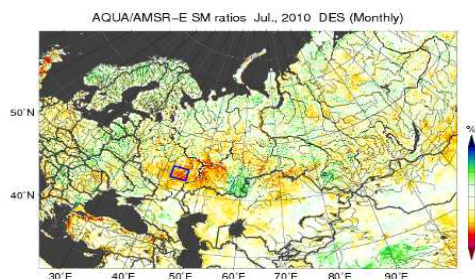 AQUA/AMSR-E SM ratios Jul., 2010 DES (Monthly)
50°N
40°N
%
30°E 40°E 50°E 60°E 70°E 80°E 90°E